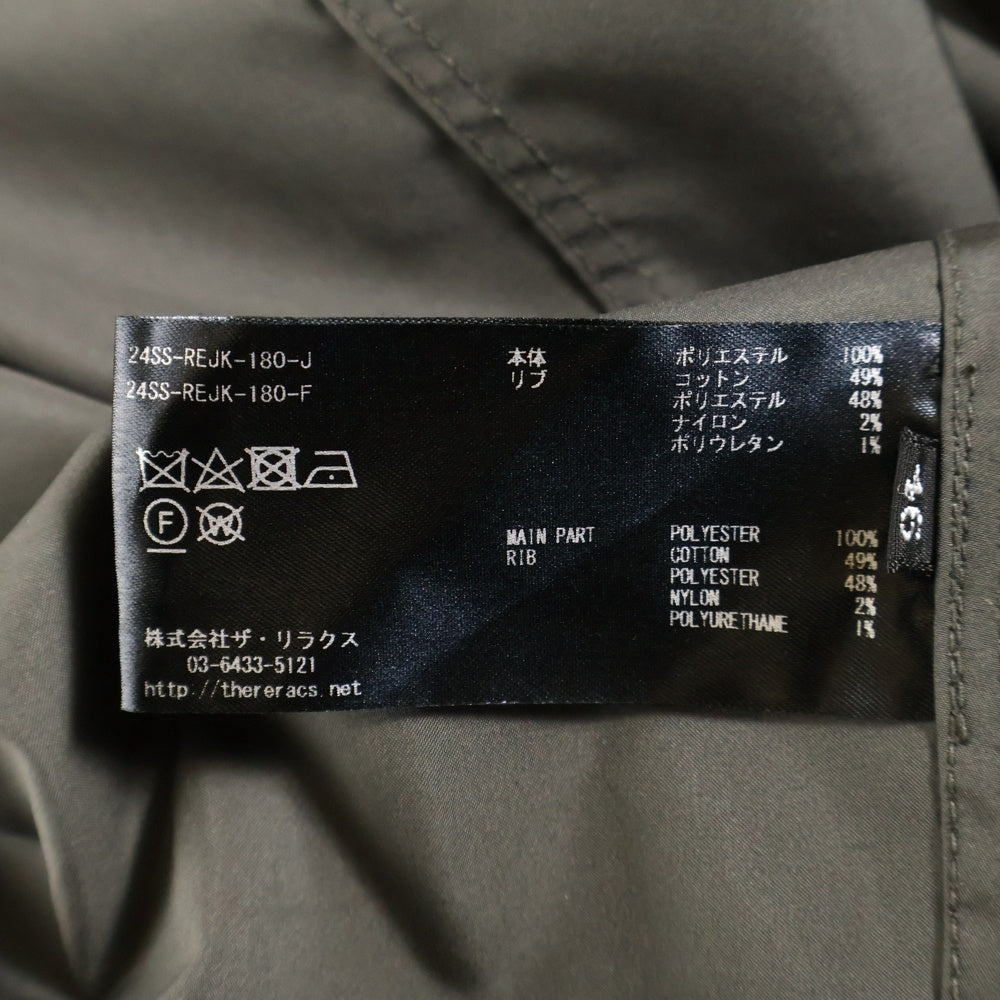 24SS-REJK-180-J
24SS-REJK-180-F
本体 ポリエステル 100%
リブ コットン 49%
ポリエステル 48%
ナイロン 2%
ポリウレタン 1%
F
W
MAIN PART POLYESTER 100%
RIB COTTON 49%
POLYESTER 48%
NYLON 2%
POLYURETHANE 1%
株式会社ザ・リラクス
03-6433-5121
http://thereracs.net